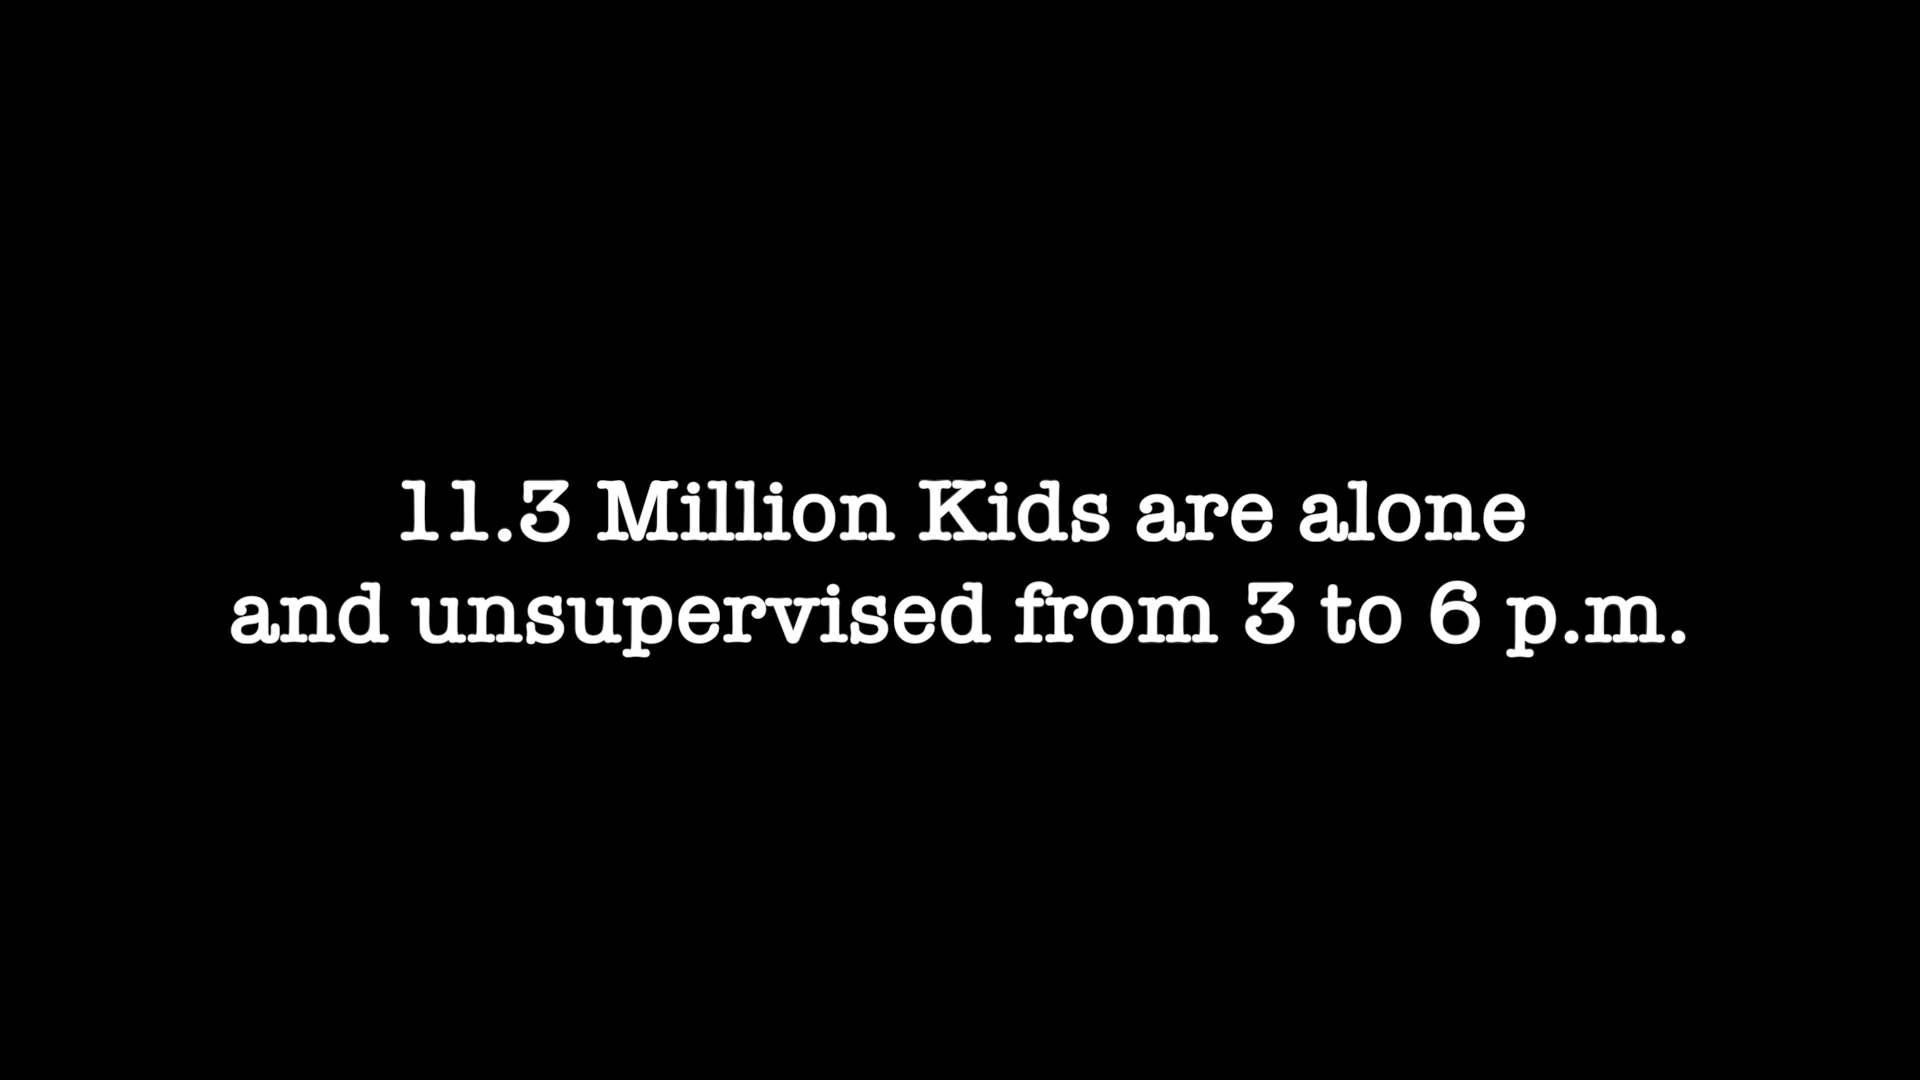 11.3 Million Kids are alone
and unsupervised from 3 to 6 p.m.